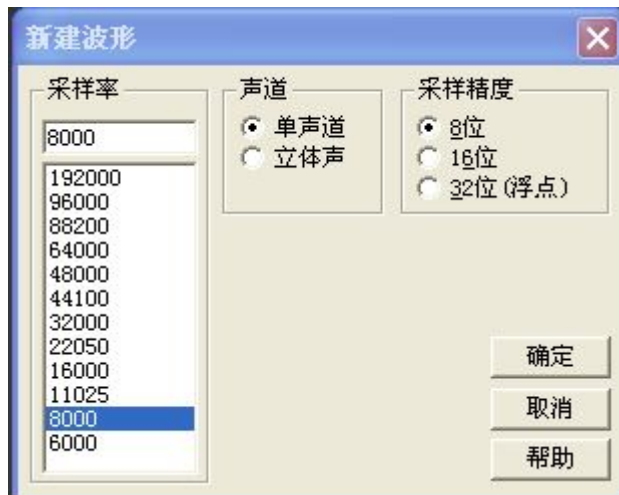 新建波形
采样率
8000
192000
96000
88200
64000
48000
44100
32000
22050
16000
11025
8000
6000
声道
单声道
立体声
采样精度
8位
16位
32位(浮点)
确定
取消
帮助